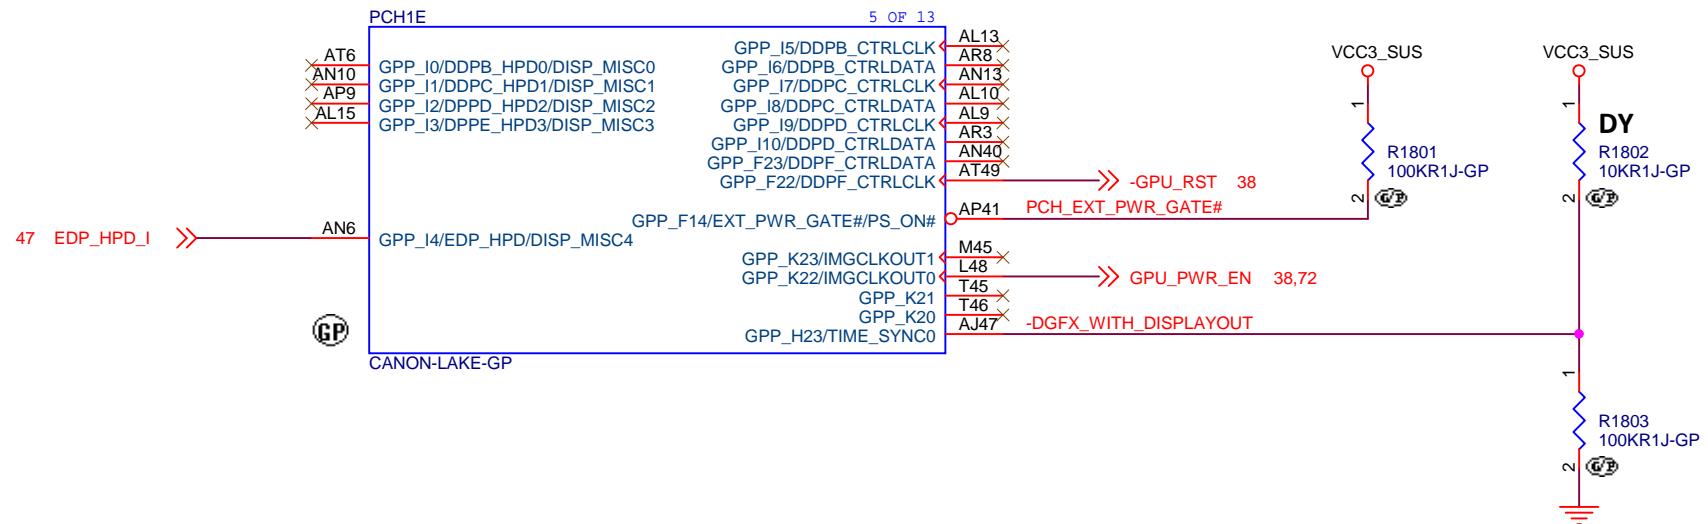 PCH1E
5 OF 13
AT6
GPP_I0/DDPB_HPD0/DISP_MISC0
AN10
GPP_I1/DDPC_HPD1/DISP_MISC1
AP9
GPP_I2/DPPD_HPD2/DISP_MISC2
AL15
GPP_I3/DPPE_HPD3/DISP_MISC3
47 EDP_HPD_I
AN6
GPP_I4/EDP_HPD/DISP_MISC4
GPP_I5/DDPB_CTRLCLK
AL13
GPP_I6/DDPB_CTRLDATA
AR8
GPP_I7/DDPC_CTRLCLK
AN13
GPP_I8/DDPC_CTRLDATA
AL10
GPP_I9/DDPD_CTRLCLK
AL9
GPP_I10/DDPD_CTRLDATA
AR3
GPP_F23/DDPF_CTRLDATA
AN40
GPP_F22/DDPF_CTRLCLK
AT49
-GPU_RST 38
GPP_F14/EXT_PWR_GATE#/PS_ON#
AP41
PCH_EXT_PWR_GATE#
GPP_K23/IMGCLKOUT1
M45
GPP_K22/IMGCLKOUT0
L48
GPU_PWR_EN 38,72
GPP_K21
T45
GPP_K20
T46
GPP_H23/TIME_SYNC0
AJ47
-DGFX_WITH_DISPLAYOUT
GP
CANON-LAKE-GP
VCC3_SUS
1
R1801
100KR1J-GP
2
G/P
VCC3_SUS
1
DY
R1802
10KR1J-GP
2
G/P
1
R1803
100KR1J-GP
2
G/P